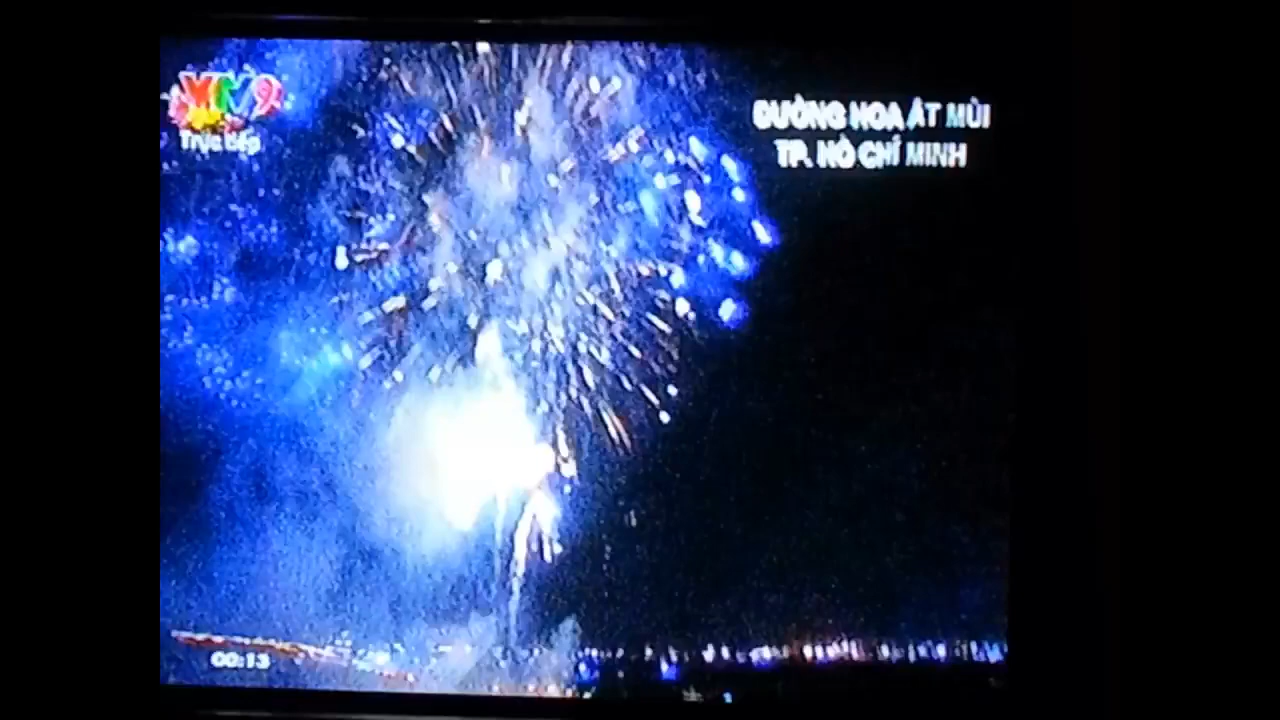 VTV9
Trực tiếp
ĐƯỜNG HOA ẤT MÙI
TP. HỒ CHÍ MINH
00:13